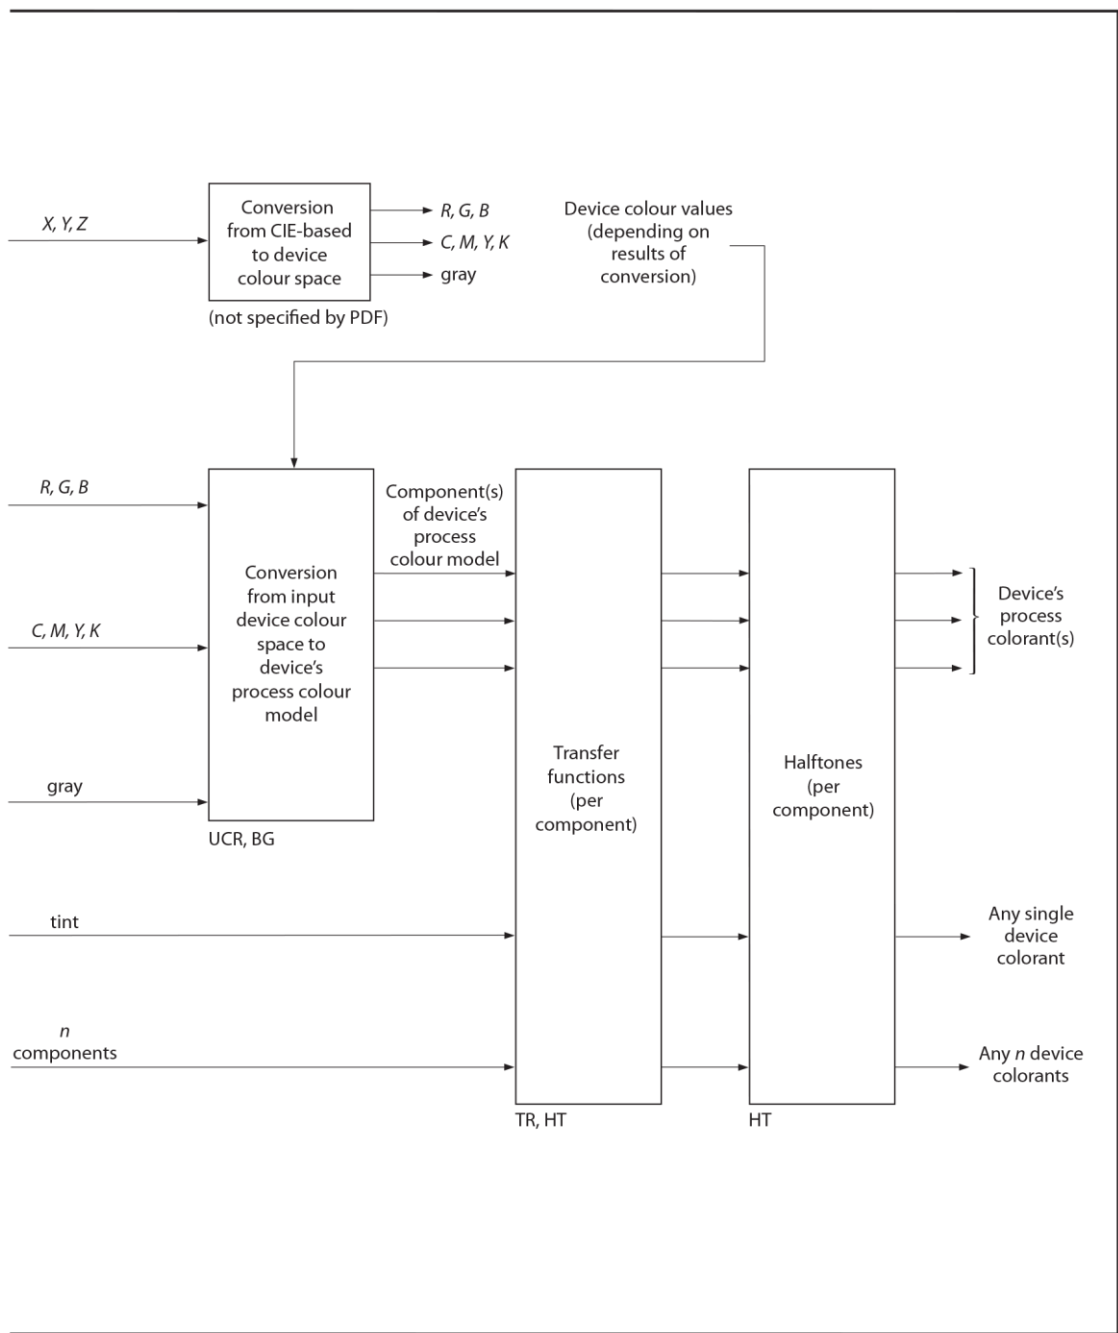 X, Y, Z
Conversion
from CIE-based
to device
colour space
(not specified by PDF)
R, G, B
C, M, Y, K
gray
Device colour values
(depending on
results of
conversion)
R, G, B
C, M, Y, K
gray
Conversion
from input
device colour
space to
device’s
process colour
model
UCR, BG
Component(s)
of device’s
process
colour model
Transfer
functions
(per
component)
TR, HT
Halftones
(per
component)
HT
Device’s
process
colorant(s)
tint
Any single
device
colorant
n
components
Any n device
colorants